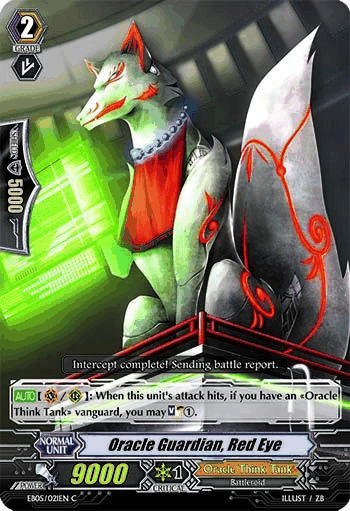 2
GRADE
SHIELD
5000
Intercept complete! Sending battle report.
AUTO [ / ]: When this unit's attack hits, if you have an «Oracle
Think Tank» vanguard, you may V 1.
NORMAL
UNIT
Oracle Guardian, Red Eye
POWER
9000
1
CRITICAL
Oracle Think Tank
Battleroid
EB05/021EN C
ILLUST / ZB